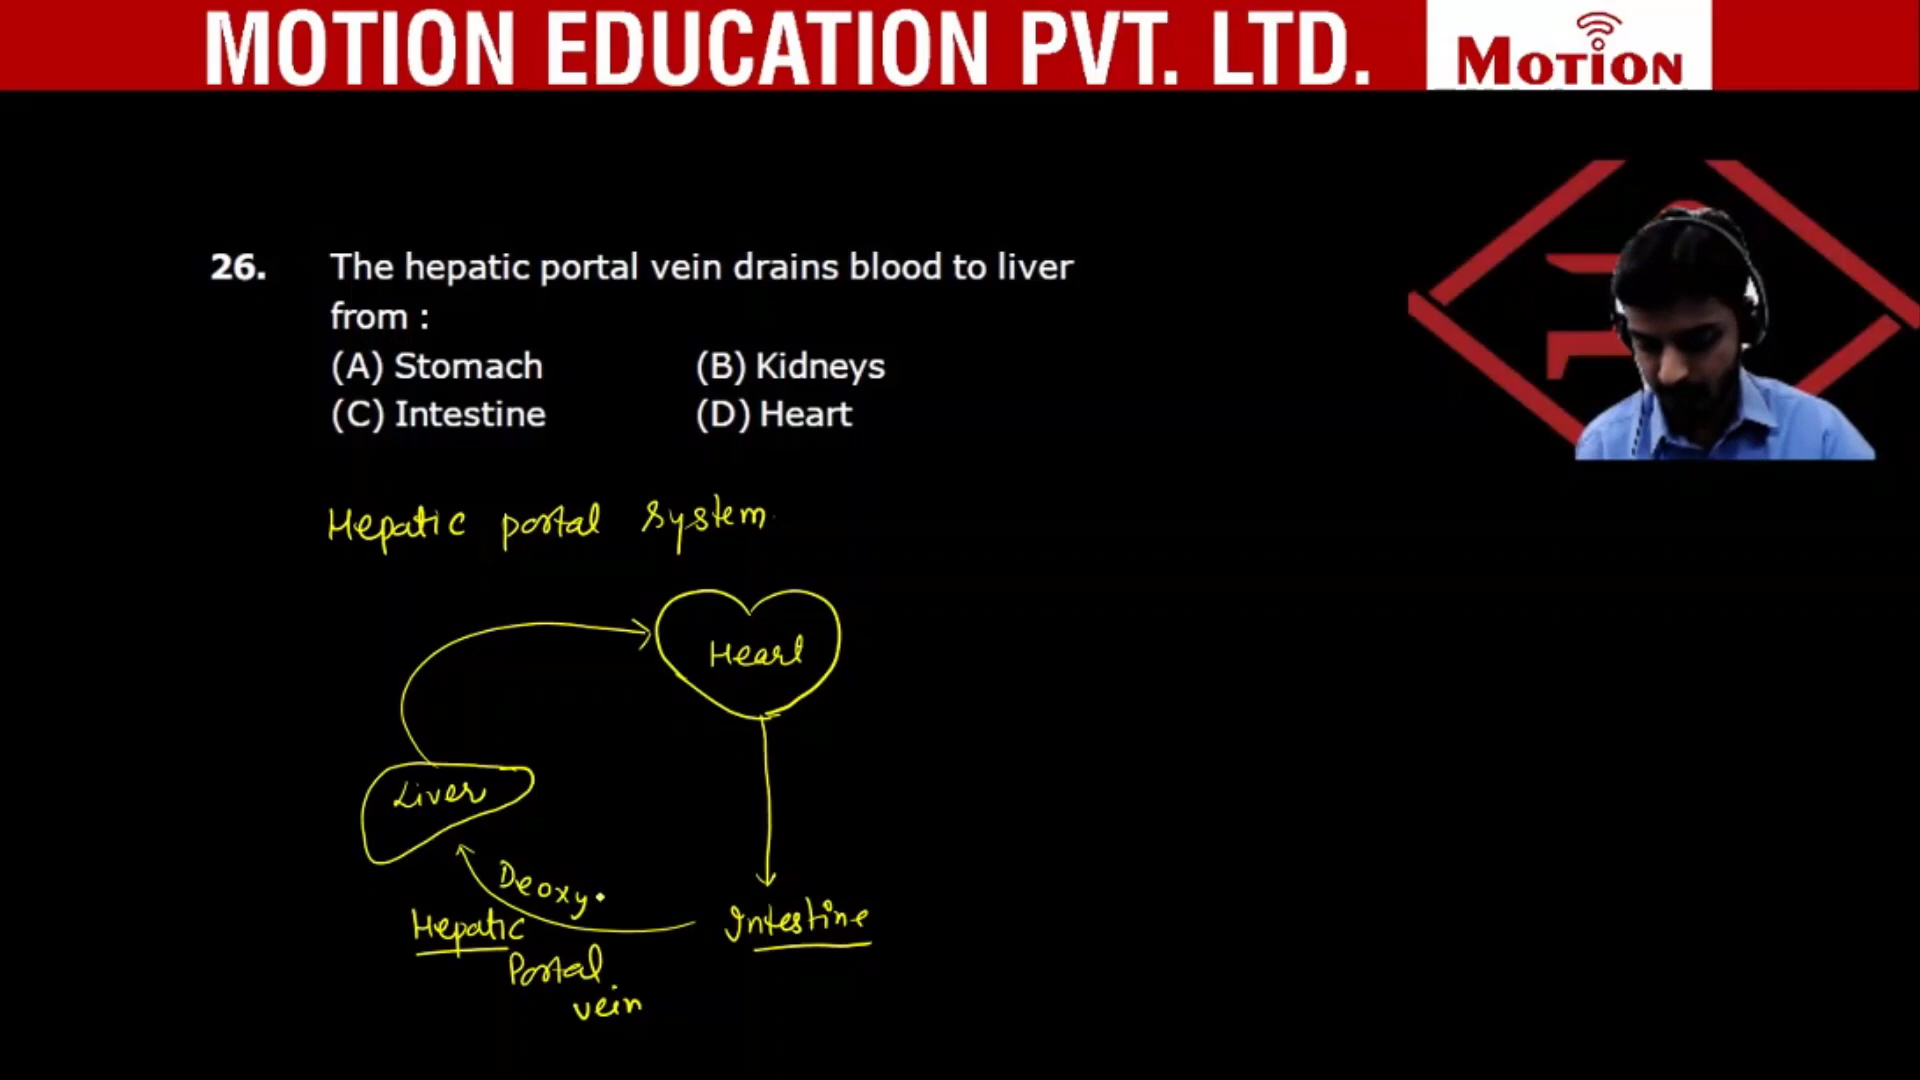 MOTION EDUCATION PVT. LTD.
MOTION
26. The hepatic portal vein drains blood to liver
from :
(A) Stomach (B) Kidneys
(C) Intestine (D) Heart
Hepatic portal system
Heart
Liver
Deoxy.
Hepatic
Portal
vein
Intestine